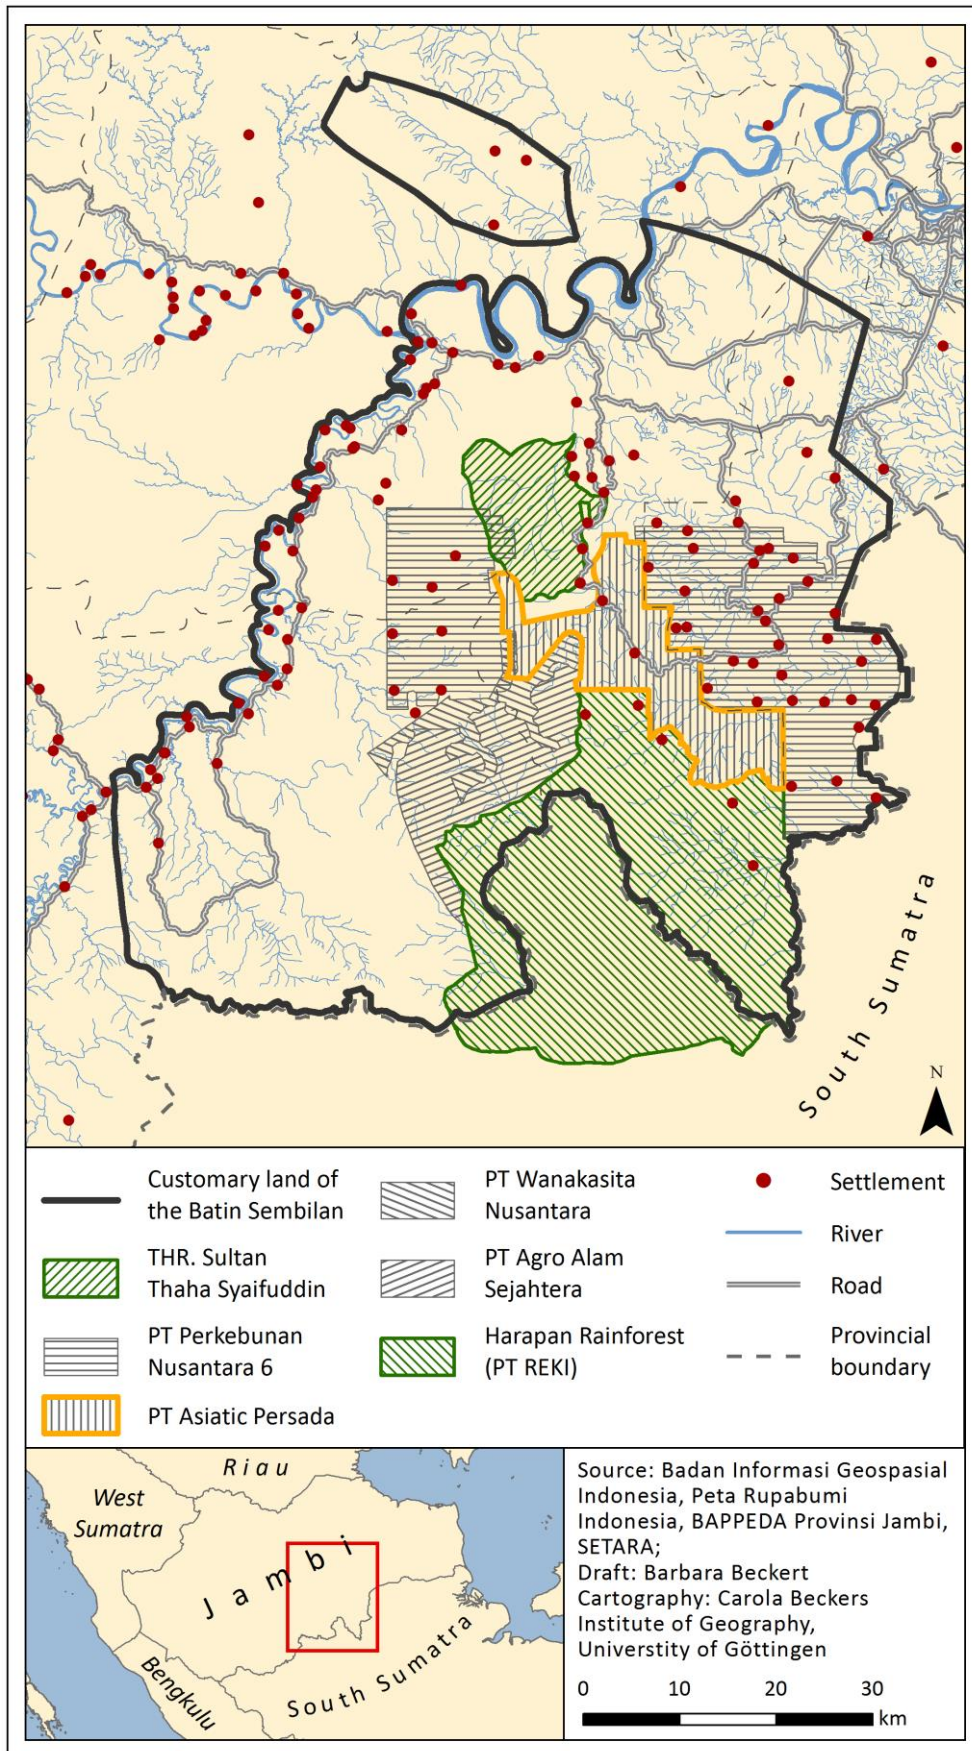 South Sumatra
N
Customary land of
the Batin Sembilan
THR. Sultan
Thaha Syaifuddin
PT Perkebunan
Nusantara 6
PT Asiatic Persada
PT Wanakasita
Nusantara
PT Agro Alam
Sejahtera
Harapan Rainforest
(PT REKI)
Settlement
River
Road
Provincial
boundary
Riau
West
Sumatra
Jambi
Bengkulu
South Sumatra
Source: Badan Informasi Geospasial
Indonesia, Peta Rupabumi
Indonesia, BAPPEDA Provinsi Jambi,
SETARA;
Draft: Barbara Beckert
Cartography: Carola Beckers
Institute of Geography,
Universtity of Göttingen
0 10 20 30
km